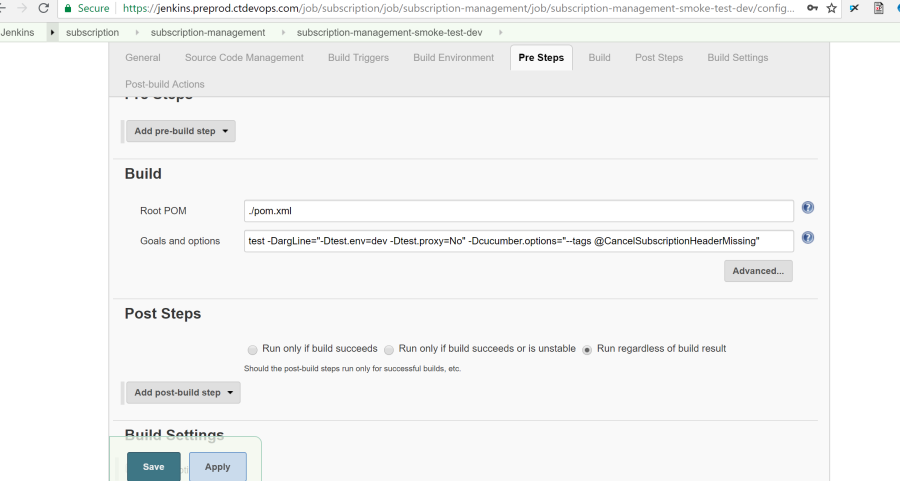 Secure https://jenkins.preprod.ctdevops.com/job/subscription/job/subscription-management/job/subscription-management-smoke-test-dev/config...
Jenkins subscription subscription-management subscription-management-smoke-test-dev
General Source Code Management Build Triggers Build Environment Pre Steps Build Post Steps Build Settings
Post-build Actions
Pre Steps
Add pre-build step
Build
Root POM ./pom.xml
Goals and options test -DargLine="-Dtest.env=dev -Dtest.proxy=No" -Dcucumber.options="--tags @CancelSubscriptionHeaderMissing"
Advanced...
Post Steps
Run only if build succeeds Run only if build succeeds or is unstable Run regardless of build result
Should the post-build steps run only for successful builds, etc.
Add post-build step
Build Settings
Save Apply